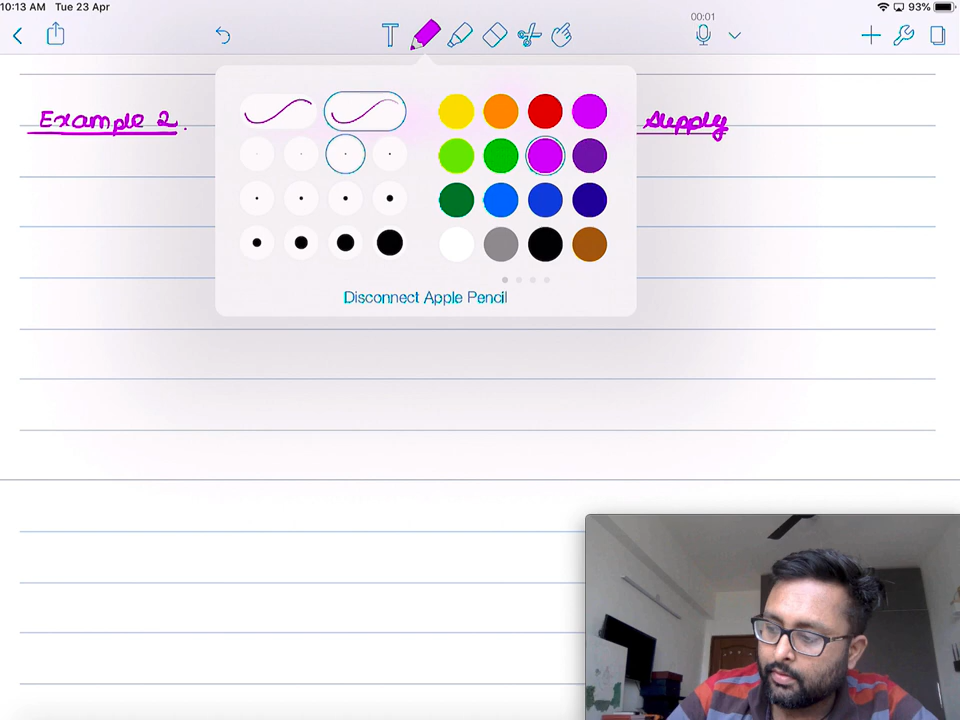 10:13 AM Tue 23 Apr 93%
T 00:01
Example 2. Supply
Disconnect Apple Pencil